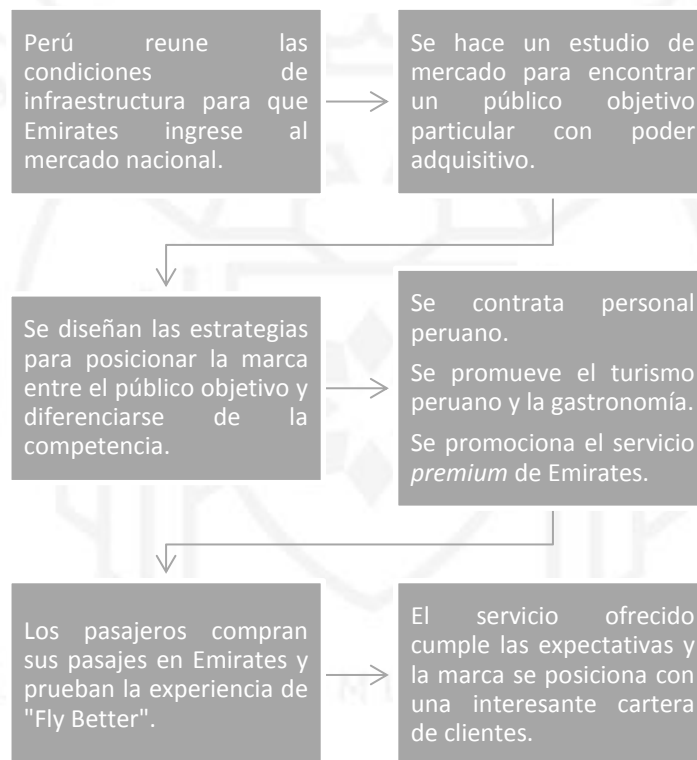 Perú reune las
condiciones de
infraestructura para que
Emirates ingrese al
mercado nacional.
Se hace un estudio de
mercado para encontrar
un público objetivo
particular con poder
adquisitivo.
Se diseñan las estrategias
para posicionar la marca
entre el público objetivo y
diferenciarse de la
competencia.
Se contrata personal
peruano.
Se promueve el turismo
peruano y la gastronomía.
Se promociona el servicio
premium de Emirates.
Los pasajeros compran
sus pasajes en Emirates y
prueban la experiencia de
"Fly Better".
El servicio ofrecido
cumple las expectativas y
la marca se posiciona con
una interesante cartera
de clientes.